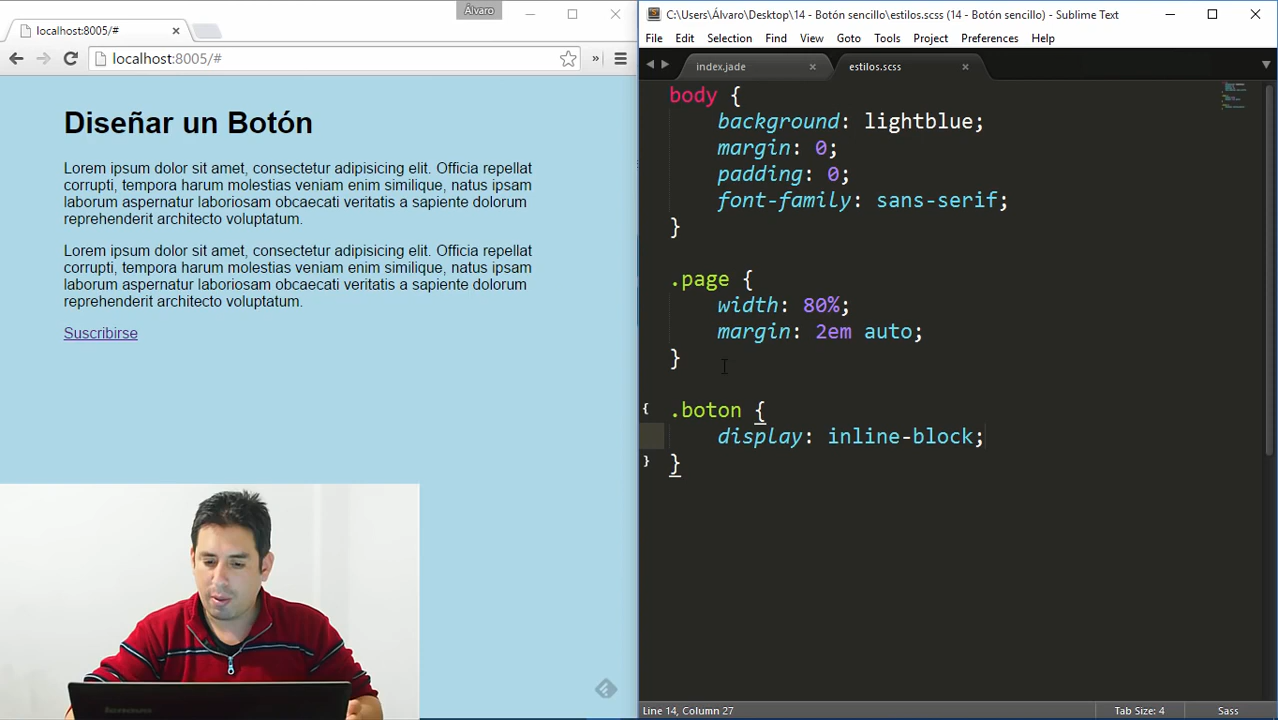 Álvaro
localhost:8005/#
localhost:8005/#
Diseñar un Botón
Lorem ipsum dolor sit amet, consectetur adipisicing elit. Officia repellat
corrupti, tempora harum molestias veniam enim similique, natus ipsam
laborum aspernatur laboriosam obcaecati veritatis a sapiente dolorum
reprehenderit architecto voluptatum.
Lorem ipsum dolor sit amet, consectetur adipisicing elit. Officia repellat
corrupti, tempora harum molestias veniam enim similique, natus ipsam
laborum aspernatur laboriosam obcaecati veritatis a sapiente dolorum
reprehenderit architecto voluptatum.
Suscribirse
C:\Users\Álvaro\Desktop\14 - Botón sencillo\estilos.scss (14 - Botón sencillo) - Sublime Text
File Edit Selection Find View Goto Tools Project Preferences Help
index.jade estilos.scss
body {
background: lightblue;
margin: 0;
padding: 0;
font-family: sans-serif;
}
.page {
width: 80%;
margin: 2em auto;
}
.boton {
display: inline-block;
}
Line 14, Column 27 Tab Size: 4 Sass